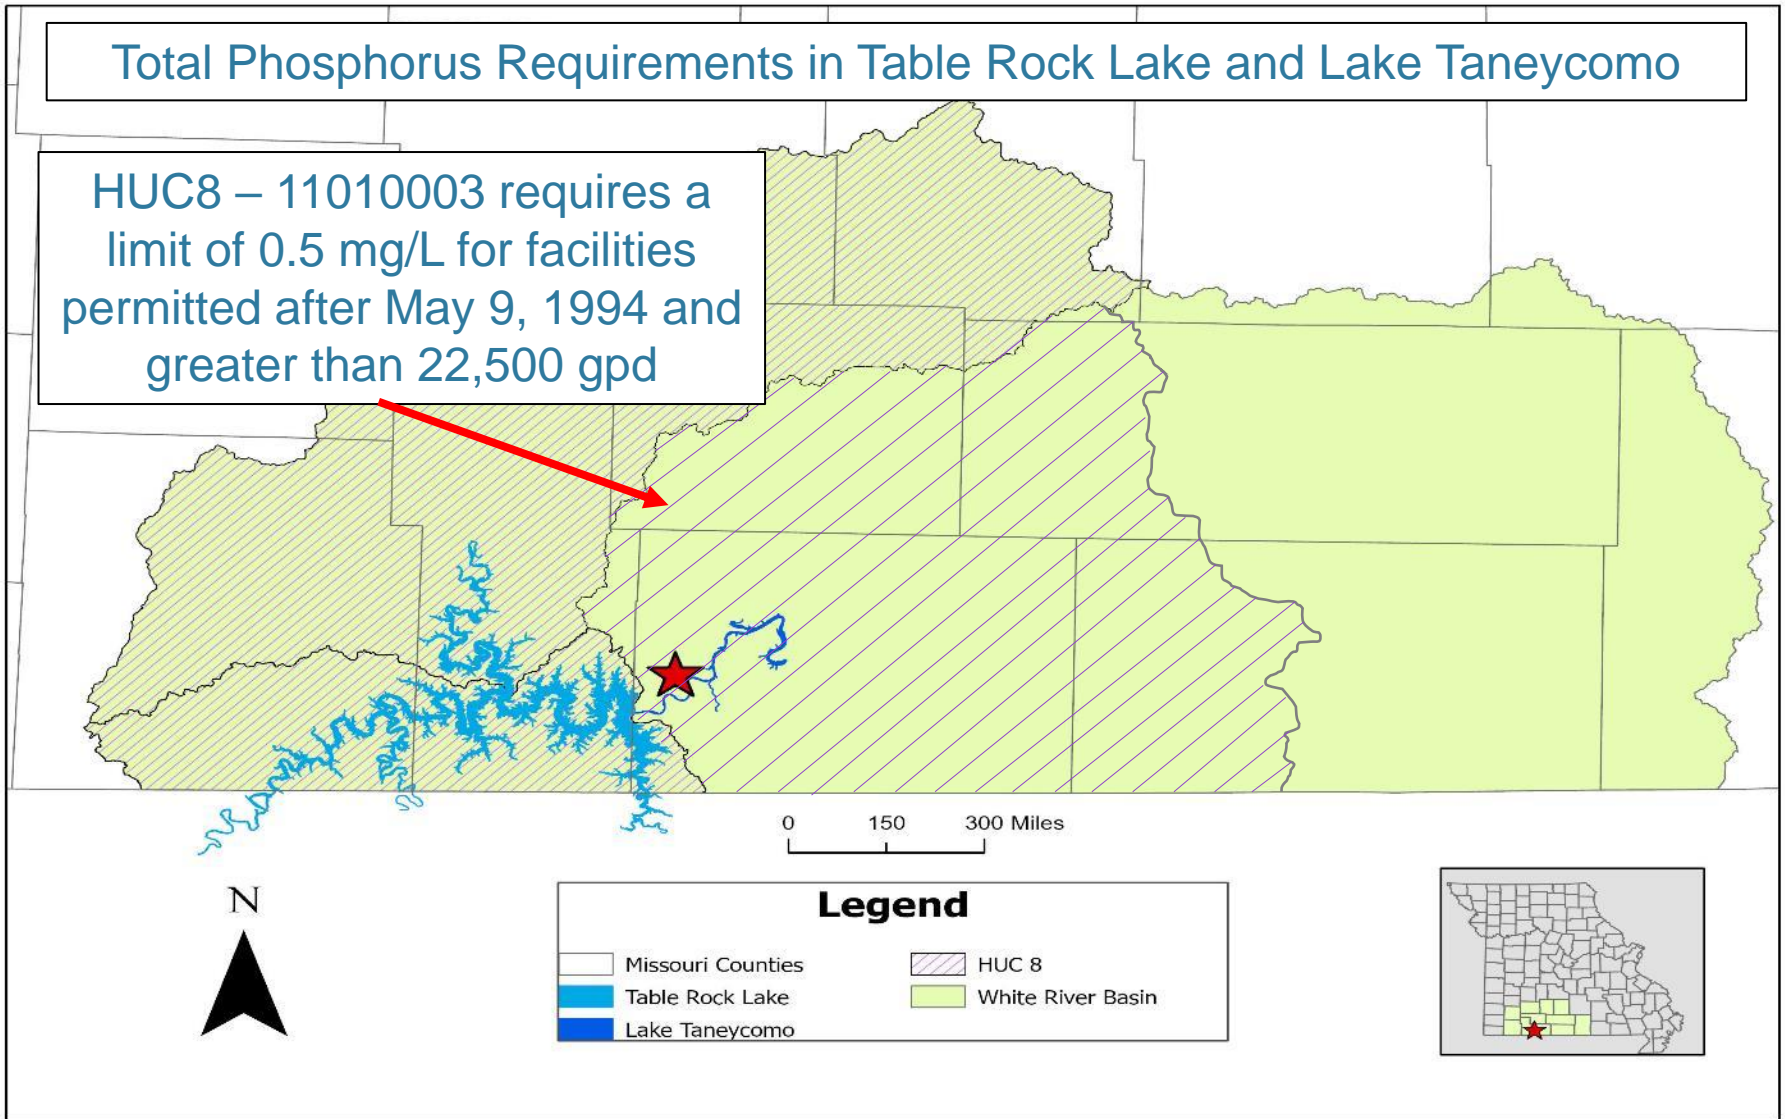 Total Phosphorus Requirements in Table Rock Lake and Lake Taneycomo
HUC8 – 11010003 requires a
limit of 0.5 mg/L for facilities
permitted after May 9, 1994 and
greater than 22,500 gpd
0 150 300 Miles
N
Legend
Missouri Counties
HUC 8
Table Rock Lake
White River Basin
Lake Taneycomo